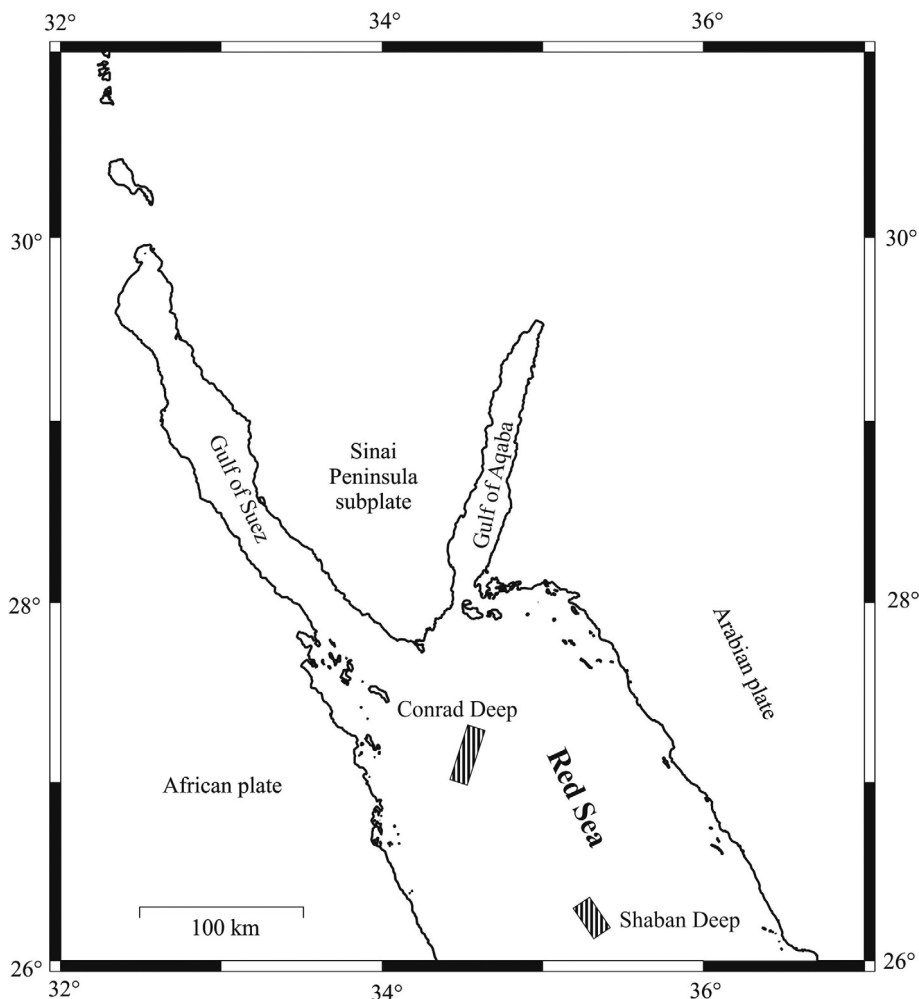 32°
34°
36°
30°
30°
Gulf of Suez
Sinai
Peninsula
subplate
Gulf of Aqaba
28°
28°
Arabian plate
Conrad Deep
Red Sea
African plate
100 km
Shaban Deep
26°
26°
32°
34°
36°